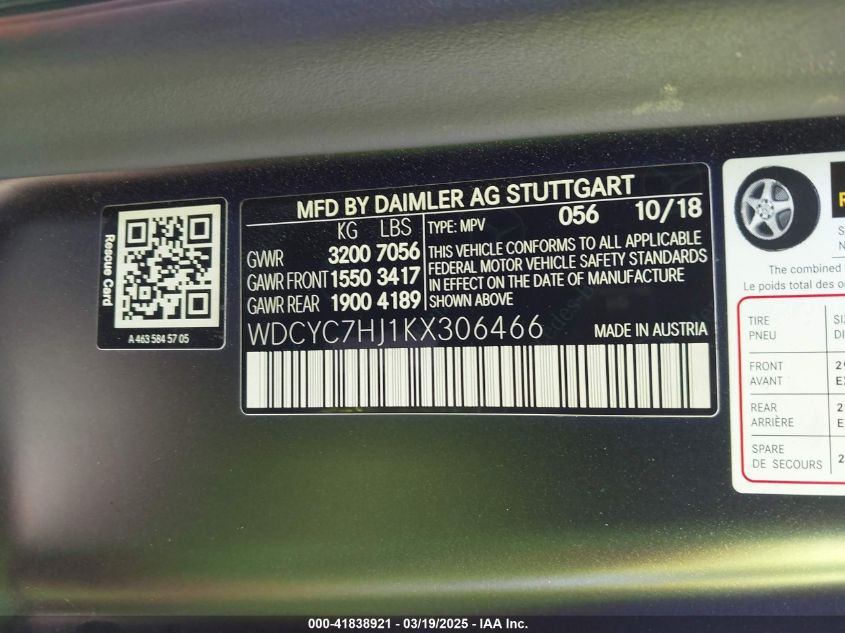 Rescue Card
A 463 584 57 05
MFD BY DAIMLER AG STUTTGART
KG LBS
GVWR 3200 7056
GAWR FRONT 1550 3417
GAWR REAR 1900 4189
TYPE: MPV 056 10/18
THIS VEHICLE CONFORMS TO ALL APPLICABLE
FEDERAL MOTOR VEHICLE SAFETY STANDARDS
IN EFFECT ON THE DATE OF MANUFACTURE
SHOWN ABOVE
WDCYC7HJ1KX306466
MADE IN AUSTRIA
The combined
Le poids total des
TIRE
PNEU
FRONT
AVANT
REAR
ARRIÈRE
SPARE
DE SECOURS
000-41838921 – 03/19/2025 – IAA Inc.